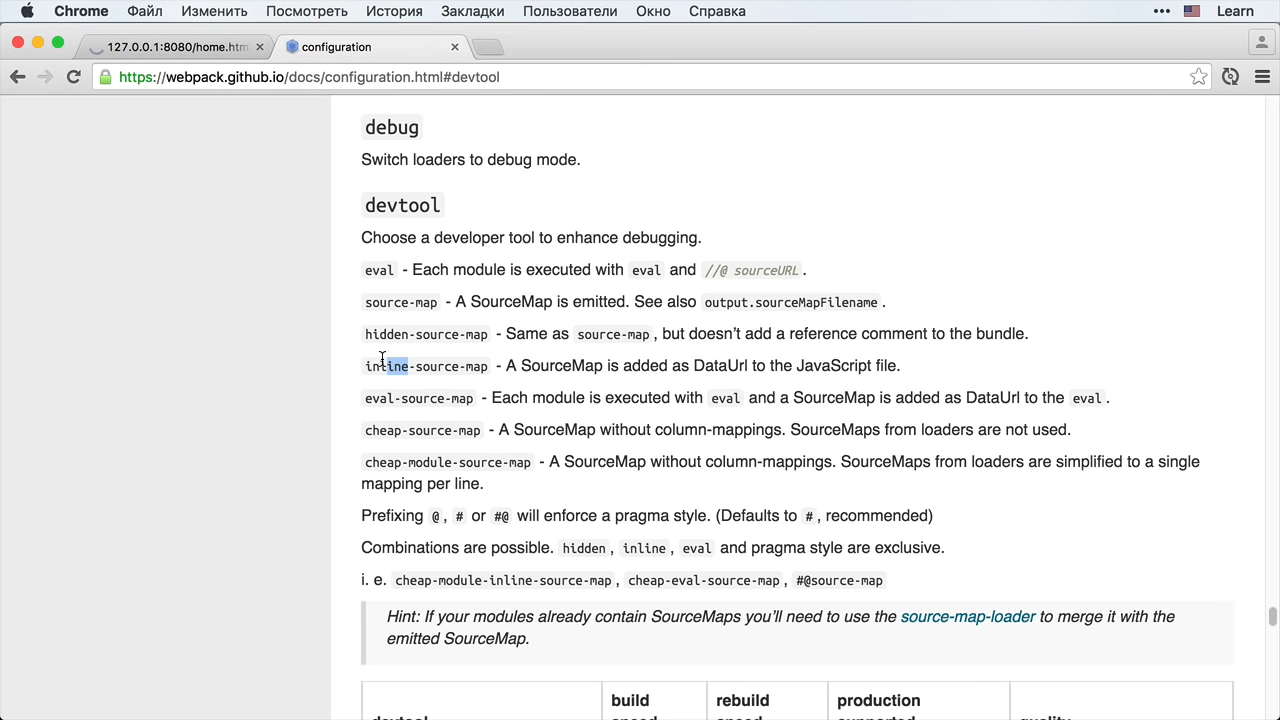 Chrome Файл Изменить Посмотреть История Закладки Пользователи Окно Справка ••• Learn
127.0.0.1:8080/home.htm × configuration ×
https://webpack.github.io/docs/configuration.html#devtool
debug
Switch loaders to debug mode.
devtool
Choose a developer tool to enhance debugging.
eval - Each module is executed with eval and //@ sourceURL.
source-map - A SourceMap is emitted. See also output.sourceMapFilename.
hidden-source-map - Same as source-map, but doesn’t add a reference comment to the bundle.
inline-source-map - A SourceMap is added as DataUrl to the JavaScript file.
eval-source-map - Each module is executed with eval and a SourceMap is added as DataUrl to the eval.
cheap-source-map - A SourceMap without column-mappings. SourceMaps from loaders are not used.
cheap-module-source-map - A SourceMap without column-mappings. SourceMaps from loaders are simplified to a single
mapping per line.
Prefixing @, # or #@ will enforce a pragma style. (Defaults to #, recommended)
Combinations are possible. hidden, inline, eval and pragma style are exclusive.
i. e. cheap-module-inline-source-map, cheap-eval-source-map, #@source-map
Hint: If your modules already contain SourceMaps you’ll need to use the source-map-loader to merge it with the
emitted SourceMap.
build rebuild production
devtool speed speed supported quality